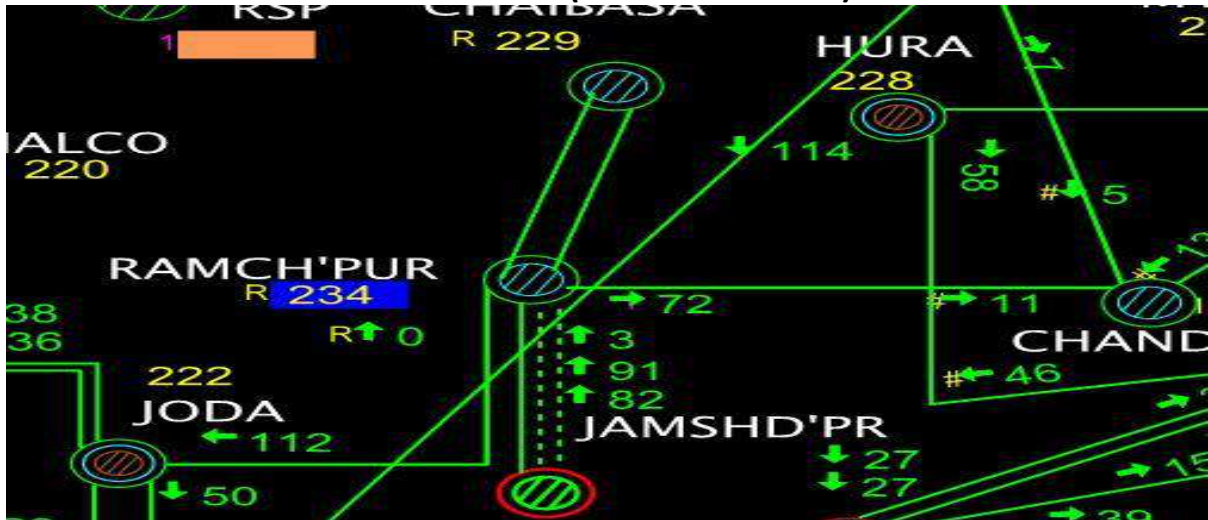 RSP
CHAIBASA
1
R 229
HURA
228
7
114
58
5
ALCO
220
RAMCH'PUR
R 234
72
# 11
R 0
3
CHAND
38
36
91
# 46
222
82
JODA
JAMSHD'PR
112
27
27
50
15
39